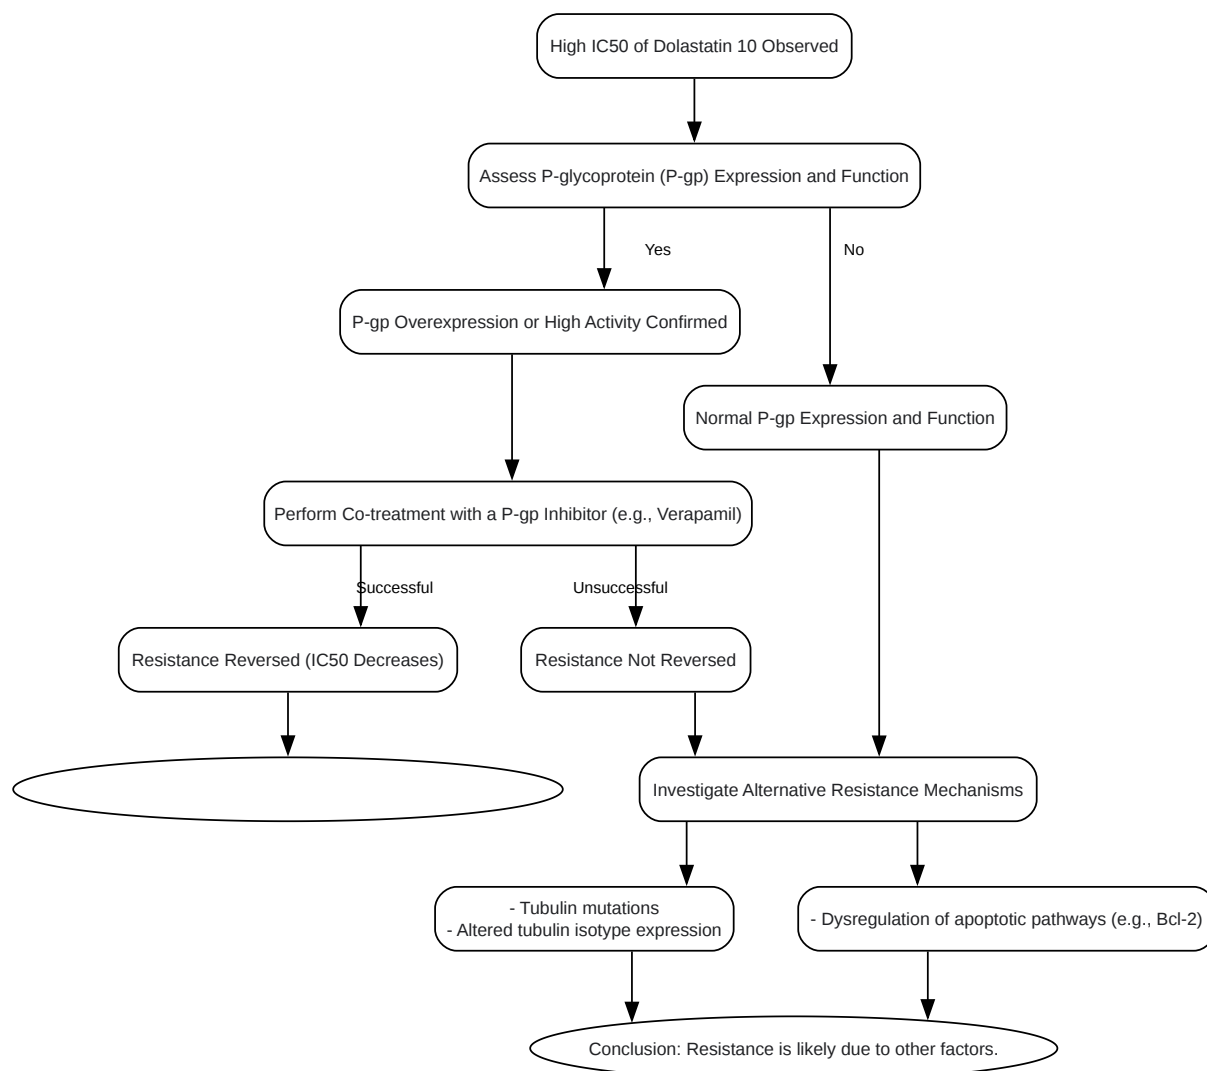 High IC50 of Dolastatin 10 Observed
Assess P-glycoprotein (P-gp) Expression and Function
Yes
No
P-gp Overexpression or High Activity Confirmed
Normal P-gp Expression and Function
Perform Co-treatment with a P-gp Inhibitor (e.g., Verapamil)
Successful
Unsuccessful
Resistance Reversed (IC50 Decreases)
Resistance Not Reversed
Investigate Alternative Resistance Mechanisms
- Tubulin mutations
- Altered tubulin isotype expression
- Dysregulation of apoptotic pathways (e.g., Bcl-2)
Conclusion: Resistance is likely due to other factors.